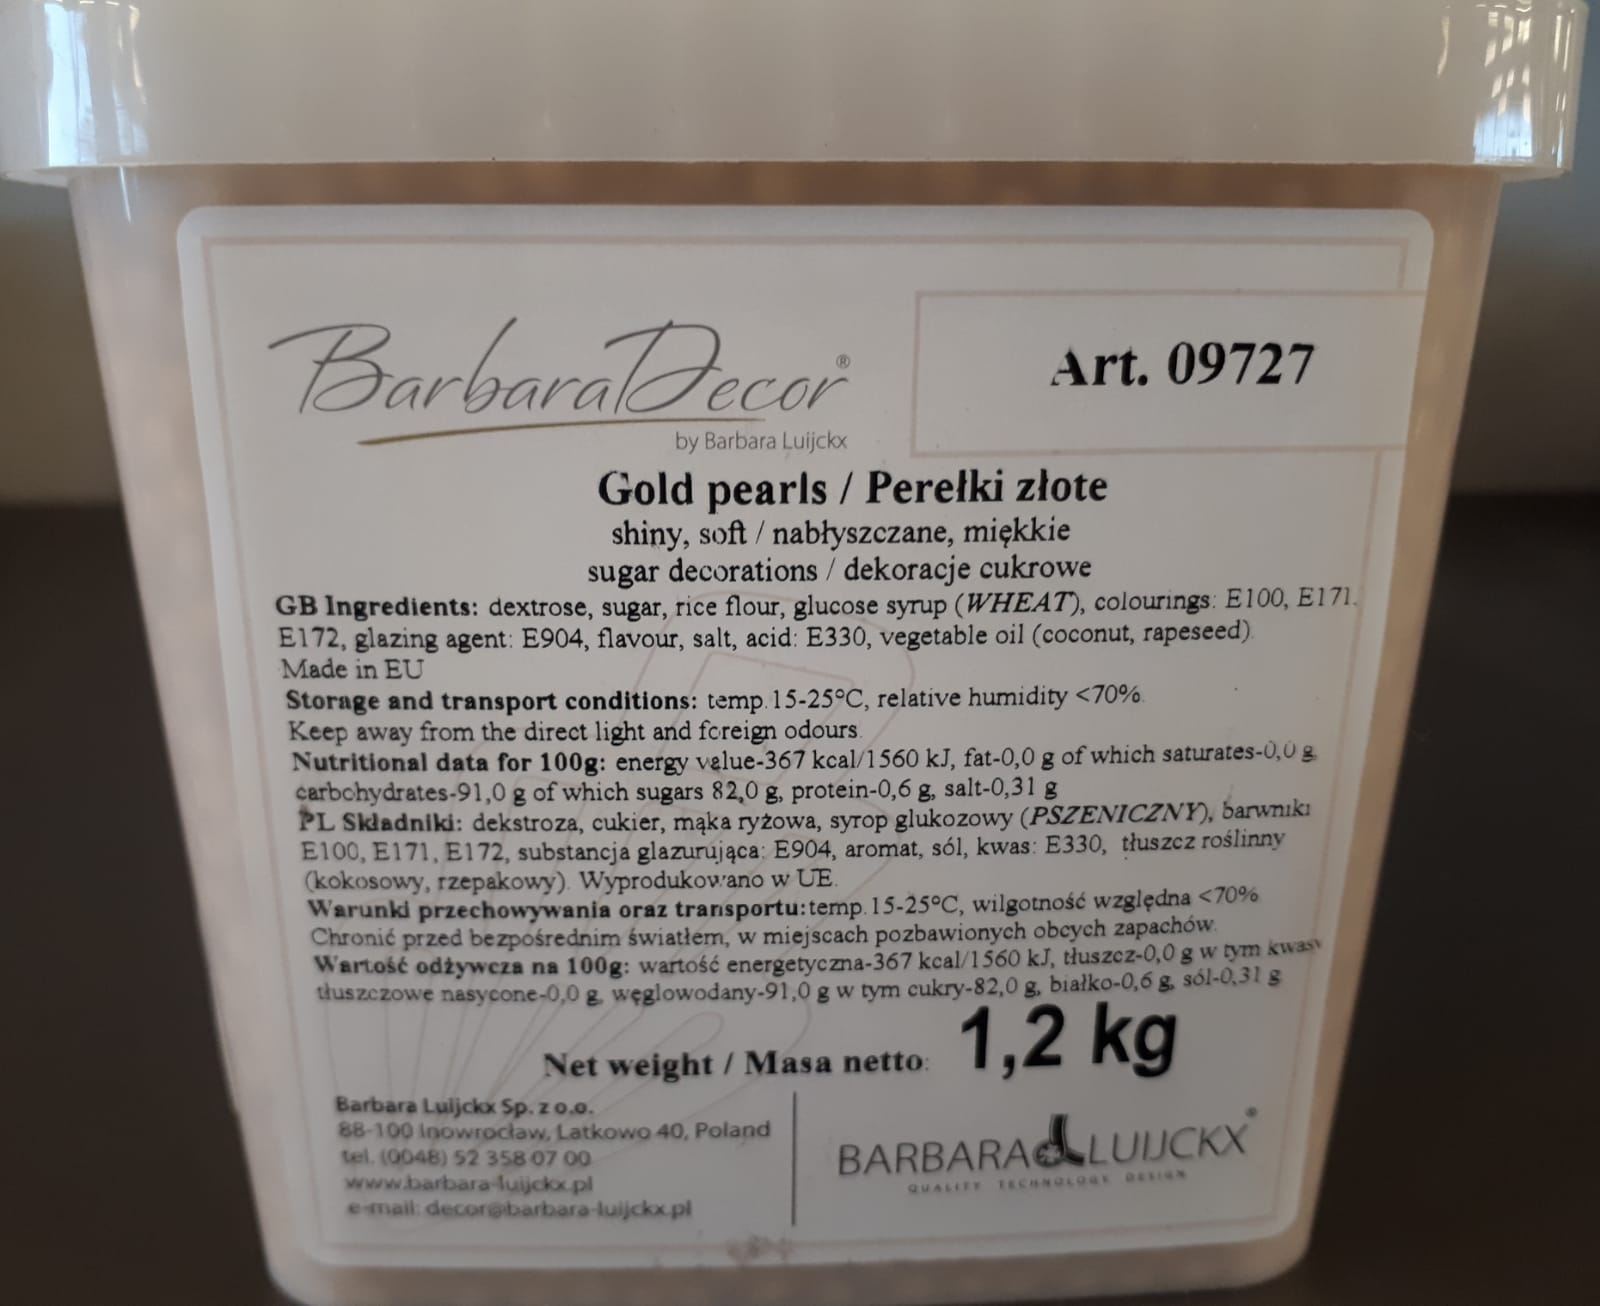 BarbaraDecor®
by Barbara Luijckx
Art. 09727
Gold pearls / Perełki złote
shiny, soft / nabłyszczane, miękkie
sugar decorations / dekoracje cukrowe
GB Ingredients: dextrose, sugar, rice flour, glucose syrup (WHEAT), colourings: E100, E171.
E172, glazing agent: E904, flavour, salt, acid: E330, vegetable oil (coconut, rapeseed).
Made in EU
Storage and transport conditions: temp.15-25°C, relative humidity <70%.
Keep away from the direct light and foreign odours.
Nutritional data for 100g: energy value-367 kcal/1560 kJ, fat-0,0 g of which saturates-0,0 g,
carbohydrates-91,0 g of which sugars 82,0 g, protein-0,6 g, salt-0,31 g
PL Składniki: dekstroza, cukier, mąka ryżowa, syrop glukozowy (PSZENICZNY), barwniki
E100, E171, E172, substancja glazurująca: E904, aromat, sól, kwas: E330, tłuszcz roślinny
(kokosowy, rzepakowy). Wyprodukowano w UE.
Warunki przechowywania oraz transportu:temp.15-25°C, wilgotność względna <70%
Chronić przed bezpośrednim światłem, w miejscach pozbawionych obcych zapachów.
Wartość odżywcza na 100g: wartość energetyczna-367 kcal/1560 kJ, tłuszcz-0,0 g w tym kwasy
tłuszczowe nasycone-0,0 g, węglowodany-91,0 g w tym cukry-82,0 g, białko-0,6 g, sól-0,31 g
Net weight / Masa netto: 1,2 kg
Barbara Luijckx Sp. z o.o.
88-100 Inowrocław, Latkowo 40, Poland
tel. (0048) 52 358 07 00
www.barbara-luijckx.pl
e-mail: decor@barbara-luijckx.pl
BARBARA LUIJCKX®
QUALITY TECHNOLOGY DESIGN